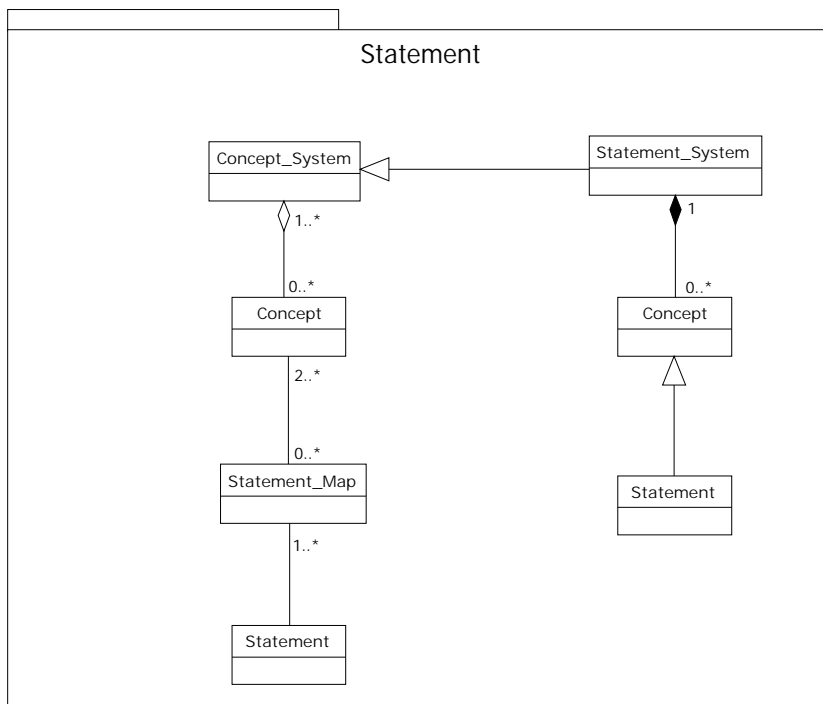 Statement
Concept_System
Statement_System
1..*
1
0..*
0..*
Concept
Concept
2..*
0..*
Statement_Map
Statement
1..*
Statement